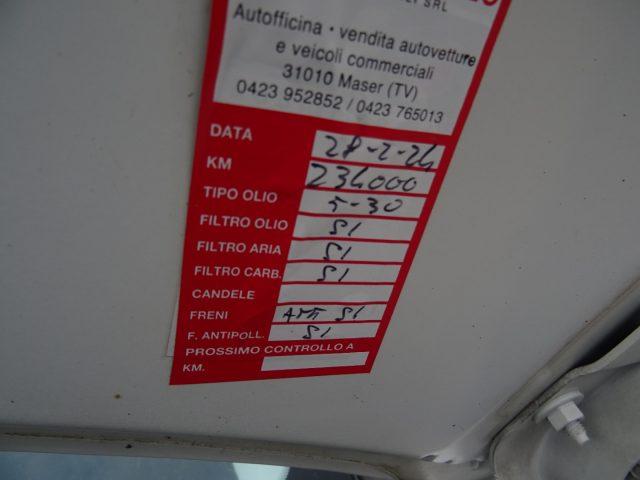 SRL
Autofficina · vendita autovetture
e veicoli commerciali
31010 Maser (TV)
0423 952852 / 0423 765013
DATA 28-2-24
KM 234000
TIPO OLIO 5-30
FILTRO OLIO SI
FILTRO ARIA SI
FILTRO CARB. SI
CANDELE
FRENI ANT SI
F. ANTIPOLL. SI
PROSSIMO CONTROLLO A
KM.